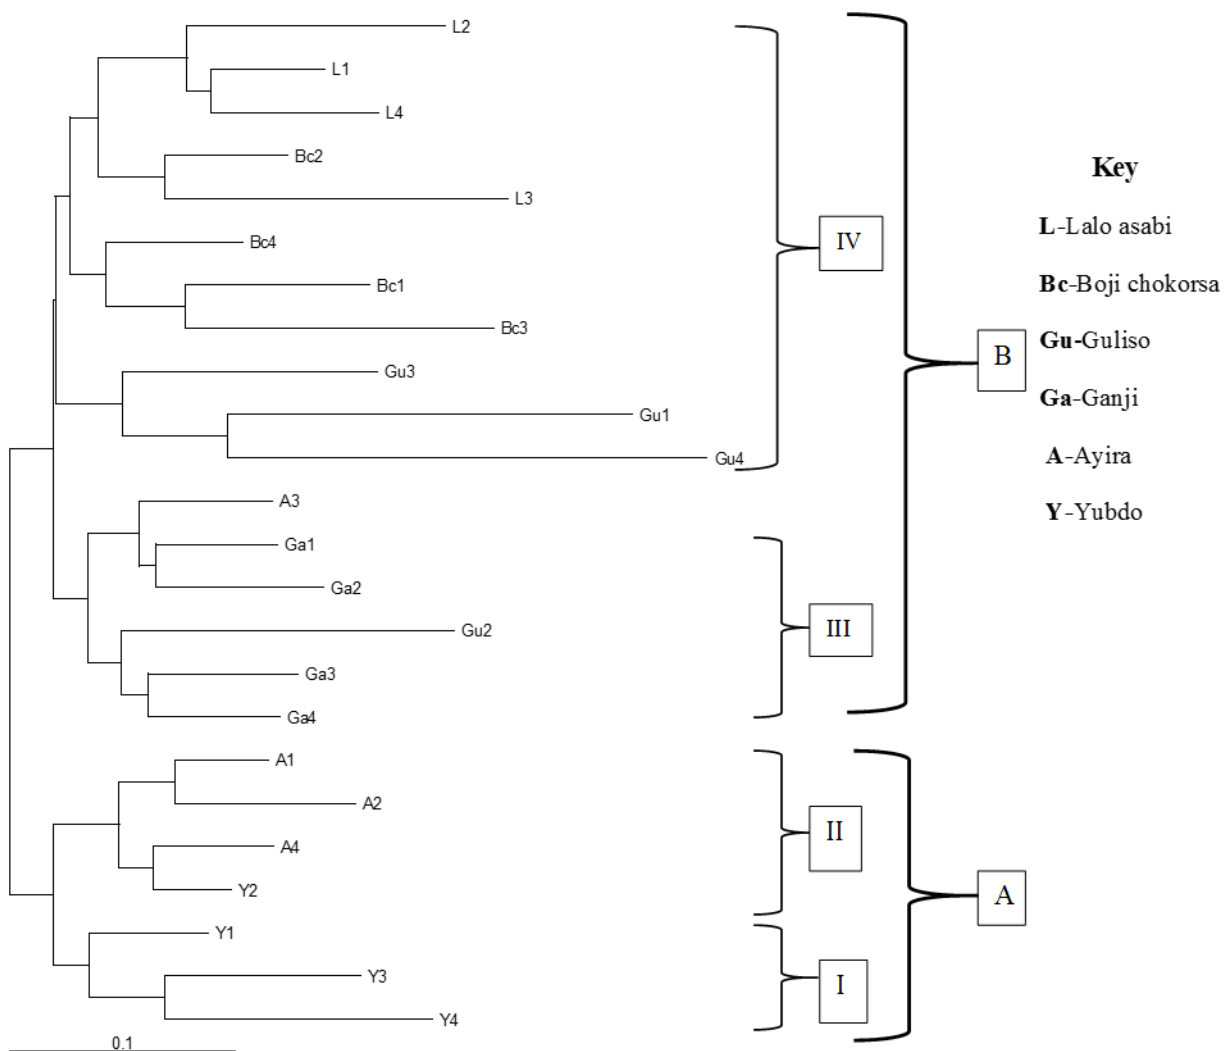 L2
L1
L4
Bc2
L3
Bc4
Bc1
Bc3
Gu3
Gu1
Gu4
A3
Ga1
Ga2
Gu2
Ga3
Ga4
A1
A2
A4
Y2
Y1
Y3
Y4
0.1
IV
III
II
I
B
A
Key
L-Lalo asabi
Bc-Boji chokorsa
Gu-Guliso
Ga-Ganji
A-Ayira
Y-Yubdo